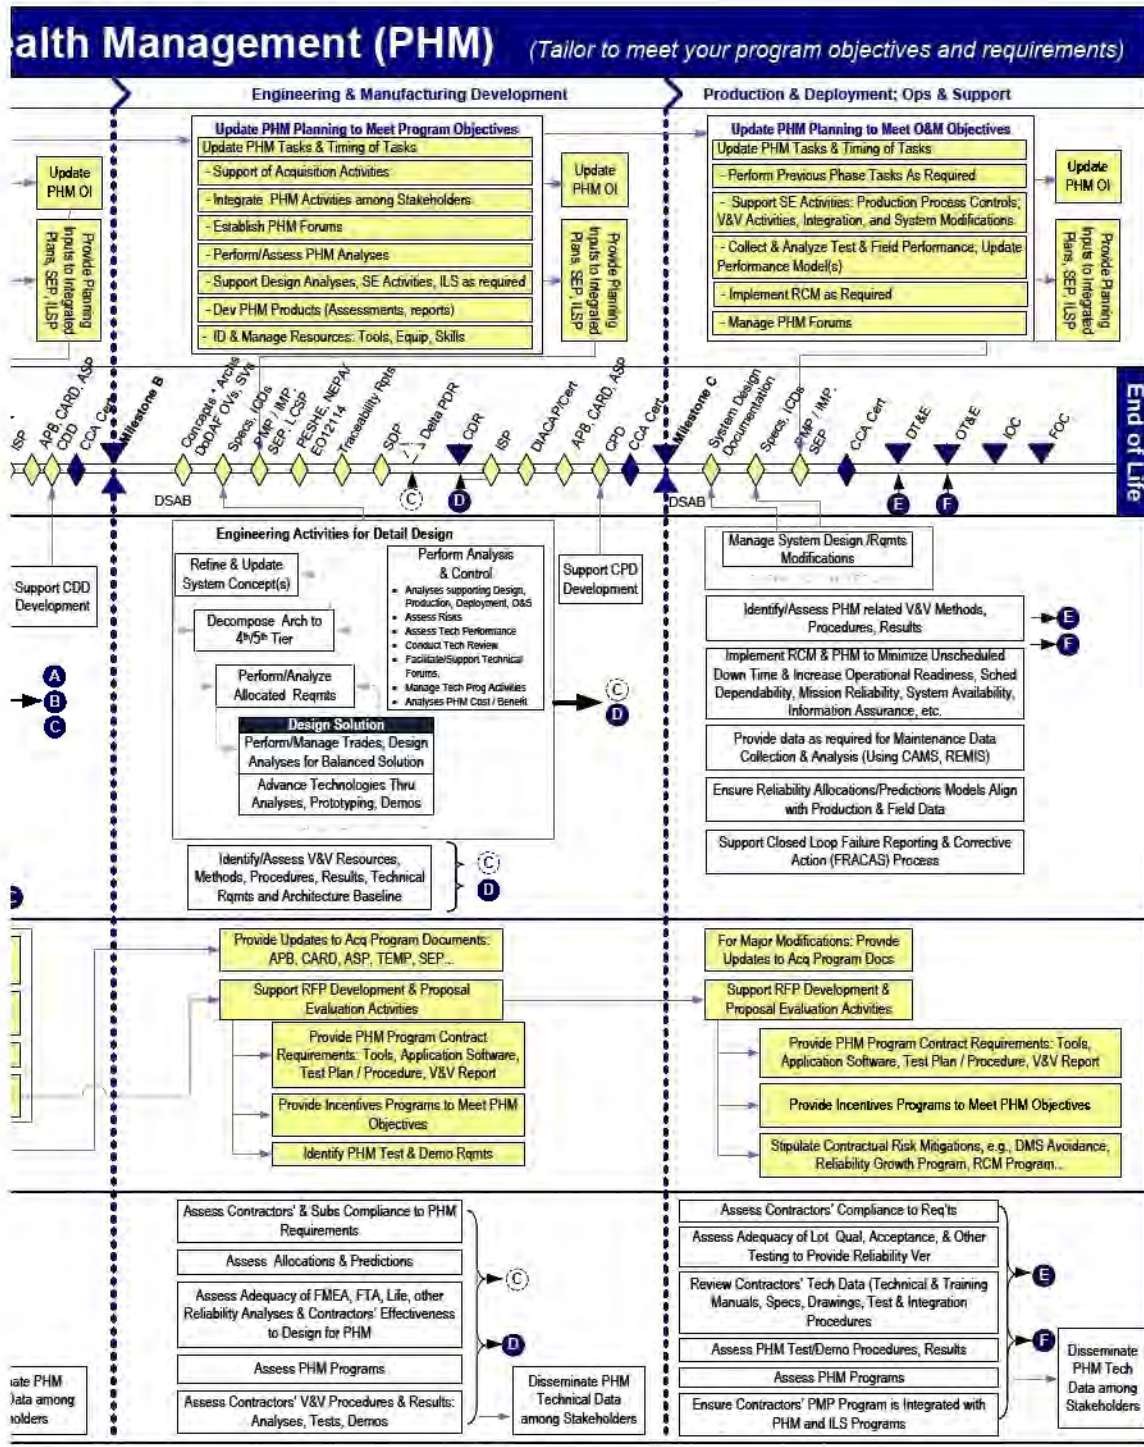 alth Management (PHM) (Tailor to meet your program objectives and requirements)
Engineering & Manufacturing Development
Production & Deployment; Ops & Support
Update
PHM OI
Provide Planning
Inputs to Integrated
Plans, SEP, ILSP
Update PHM Planning to Meet Program Objectives
Update PHM Tasks & Timing of Tasks
- Support of Acquisition Activities
- Integrate PHM Activities among Stakeholders
- Establish PHM Forums
- Perform/Assess PHM Analyses
- Support Design Analyses, SE Activities, ILS as required
- Dev PHM Products (Assessments, reports)
- ID & Manage Resources: Tools, Equip, Skills
Update
PHM OI
Provide Planning
Inputs to Integrated
Plans, SEP, ILSP
Update PHM Planning to Meet O&M Objectives
Update PHM Tasks & Timing of Tasks
- Perform Previous Phase Tasks As Required
- Support SE Activities: Production Process Controls;
V&V Activities, Integration, and System Modifications
- Collect & Analyze Test & Field Performance, Update
Performance Model(s)
- Implement RCM as Required
- Manage PHM Forums
Update
PHM OI
Provide Planning
Inputs to Integrated
Plans, SEP, ILSP
ISP
APB, CARD, ASP
CDD
CCA Cert
Milestone B
Concepts * Archs
DoDAF OVs, SVs
Specs, ICDs
PMP / IMP,
SEP, LCSP
PESHE, NEPA/
EO12114
Traceability Rpts
SDP
Delta PDR
CDR
ISP
DIACAP/Cert
APB, CARD, ASP
CPD
CCA Cert
Milestone C
System Design
Documentation
Specs, ICDs
PMP / IMP,
SEP
CCA Cert
DT&E
OT&E
IOC
FOC
End of Life
DSAB
C
D
DSAB
E
F
Support CDD
Development
A
B
C
Engineering Activities for Detail Design
Refine & Update
System Concept(s)
Decompose Arch to
4th/5th Tier
Perform/Analyze
Allocated Reqmts
Design Solution
Perform/Manage Trades, Design
Analyses for Balanced Solution
Advance Technologies Thru
Analyses, Prototyping, Demos
Perform Analysis
& Control
• Analyses supporting Design,
Production, Deployment, O&S
• Assess Risks
• Assess Tech Performance
• Conduct Tech Review
• Facilitate/Support Technical
Forums,
• Manage Tech Prog Activities
• Analyses PHM Cost / Benefit
Support CPD
Development
C
D
Identify/Assess V&V Resources,
Methods, Procedures, Results, Technical
Rqmts and Architecture Baseline
C
D
Manage System Design /Rqmts
Modifications
Identify/Assess PHM related V&V Methods,
Procedures, Results
E
F
Implement RCM & PHM to Minimize Unscheduled
Down Time & Increase Operational Readiness, Sched
Dependability, Mission Reliability, System Availability,
Information Assurance, etc.
Provide data as required for Maintenance Data
Collection & Analysis (Using CAMS, REMIS)
Ensure Reliability Allocations/Predictions Models Align
with Production & Field Data
Support Closed Loop Failure Reporting & Corrective
Action (FRACAS) Process
Provide Updates to Acq Program Documents:
APB, CARD, ASP, TEMP, SEP...
Support RFP Development & Proposal
Evaluation Activities
Provide PHM Program Contract
Requirements: Tools, Application Software,
Test Plan / Procedure, V&V Report
Provide Incentives Programs to Meet PHM
Objectives
Identify PHM Test & Demo Rqmts
For Major Modifications: Provide
Updates to Acq Program Docs
Support RFP Development &
Proposal Evaluation Activities
Provide PHM Program Contract Requirements: Tools,
Application Software, Test Plan / Procedure, V&V Report
Provide Incentives Programs to Meet PHM Objectives
Stipulate Contractual Risk Mitigations, e.g., DMS Avoidance,
Reliability Growth Program, RCM Program...
Assess Contractors' & Subs Compliance to PHM
Requirements
Assess Allocations & Predictions
Assess Adequacy of FMEA, FTA, Life, other
Reliability Analyses & Contractors' Effectiveness
to Design for PHM
Assess PHM Programs
Assess Contractors' V&V Procedures & Results:
Analyses, Tests, Demos
C
D
Disseminate PHM
Technical Data
among Stakeholders
Assess Contractors' Compliance to Req'ts
Assess Adequacy of Lot Qual, Acceptance, & Other
Testing to Provide Reliability Ver
Review Contractors' Tech Data (Technical & Training
Manuals, Specs, Drawings, Test & Integration
Procedures
Assess PHM Test/Demo Procedures, Results
Assess PHM Programs
Ensure Contractors' PMP Program is Integrated with
PHM and ILS Programs
E
F
Disseminate
PHM Tech
Data among
Stakeholders
nate PHM
Data among
holders